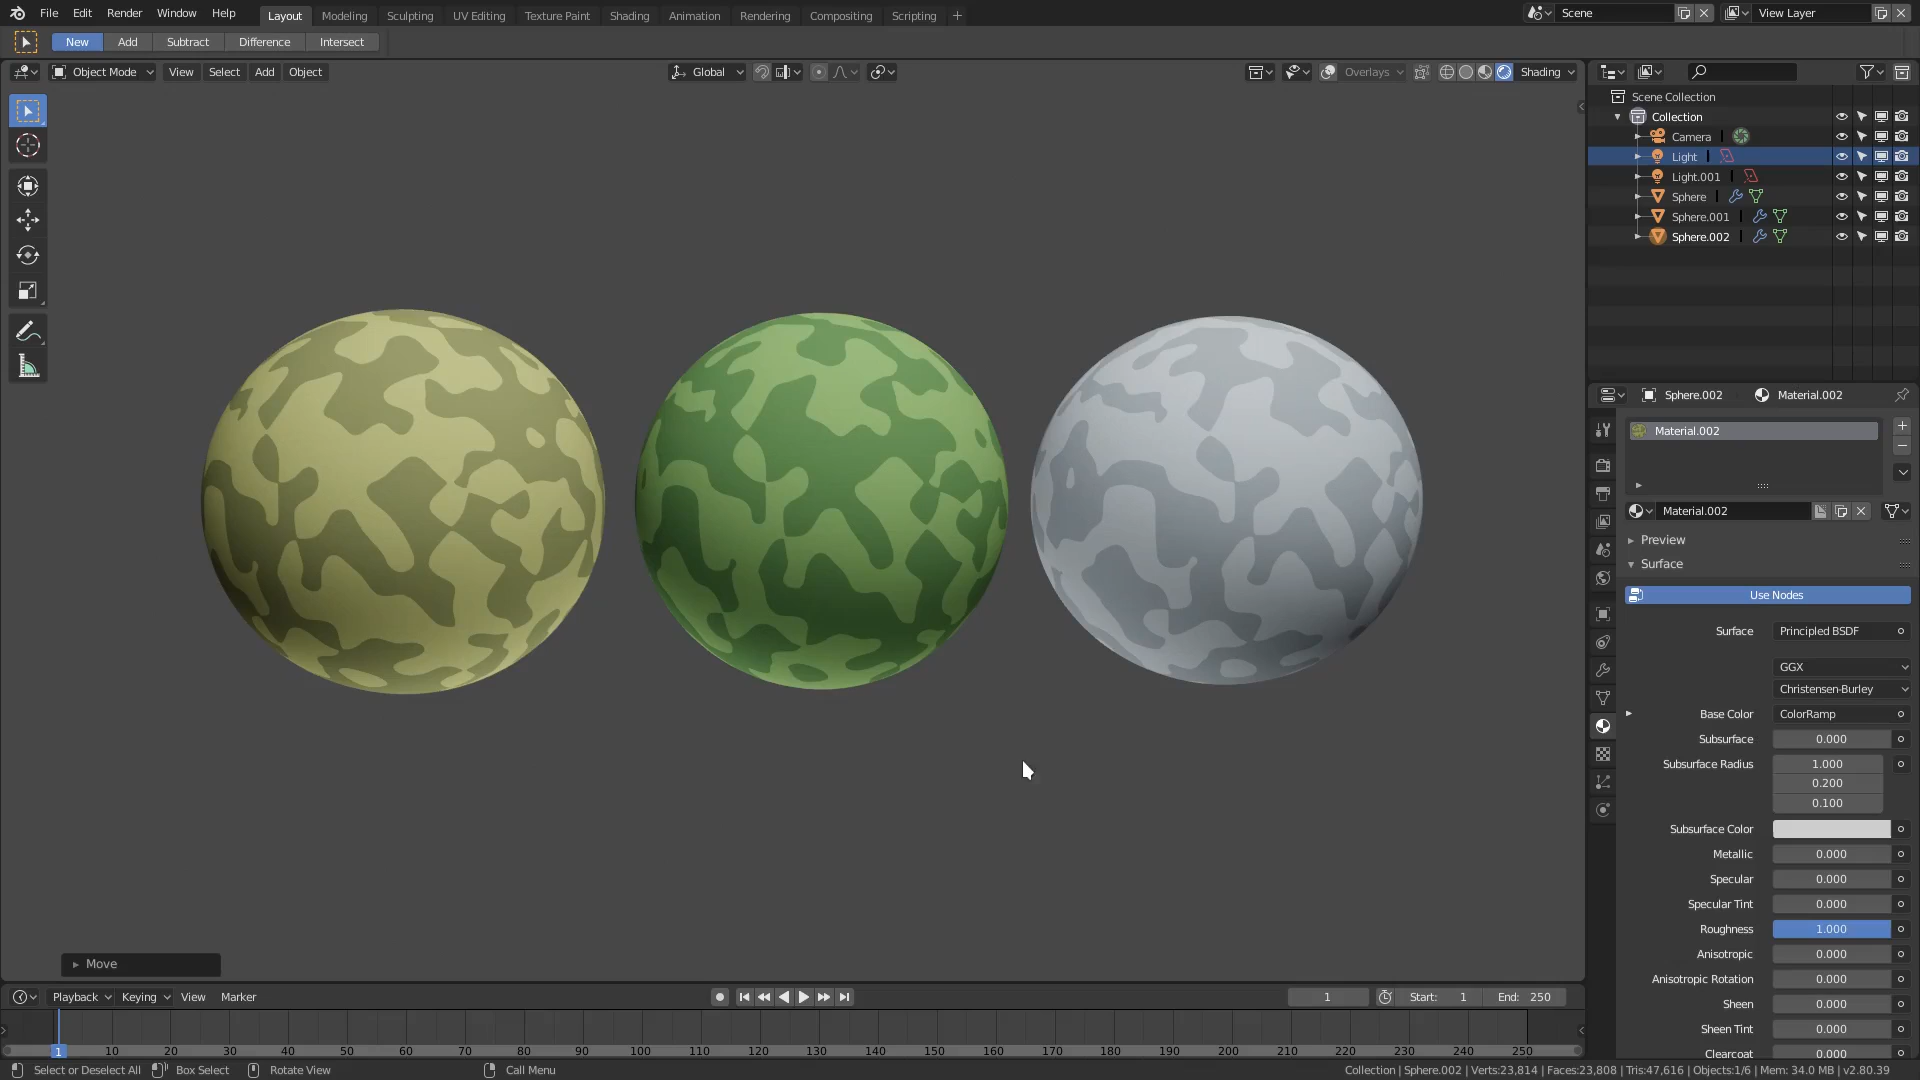 File Edit Render Window Help Layout Modeling Sculpting UV Editing Texture Paint Shading Animation Rendering Compositing Scripting + Scene View Layer
New Add Subtract Difference Intersect
Object Mode View Select Add Object Global Overlays Shading
Scene Collection
Collection
Camera
Light
Light.001
Sphere
Sphere.001
Sphere.002
Sphere.002 Material.002
Material.002
Material.002
Preview
Surface
Use Nodes
Surface Principled BSDF
GGX
Christensen-Burley
Base Color ColorRamp
Subsurface 0.000
Subsurface Radius 1.000
0.200
0.100
Subsurface Color
Metallic 0.000
Specular 0.000
Specular Tint 0.000
Roughness 1.000
Anisotropic 0.000
Anisotropic Rotation 0.000
Sheen 0.000
Sheen Tint 0.000
Clearcoat 0.000
Move
Playback Keying View Marker 1 Start: 1 End: 250
1 10 20 30 40 50 60 70 80 90 100 110 120 130 140 150 160 170 180 190 200 210 220 230 240 250
Select or Deselect All Box Select Rotate View Call Menu Collection | Sphere.002 | Verts:23,814 | Faces:23,808 | Tris:47,616 | Objects:1/6 | Mem: 34.0 MB | v2.80.39